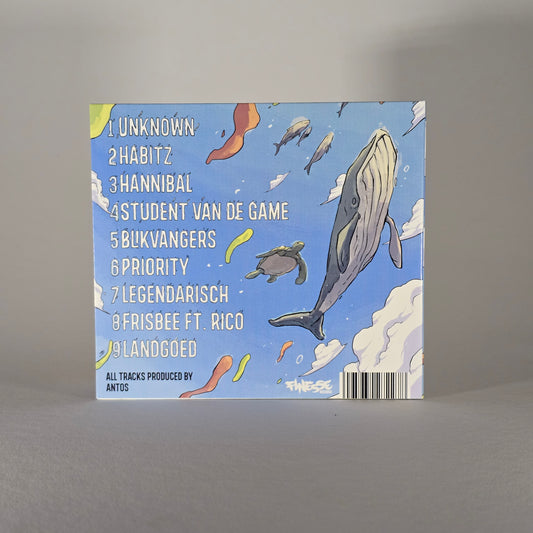 1 UNKNOWN
2 HABITZ
3 HANNIBAL
4 STUDENT VAN DE GAME
5 BLIKVANGERS
6 PRIORITY
7 LEGENDARISCH
8 FRISBEE FT. RICO
9 LANDGOED
ALL TRACKS PRODUCED BY
ANTOS
FINESSE